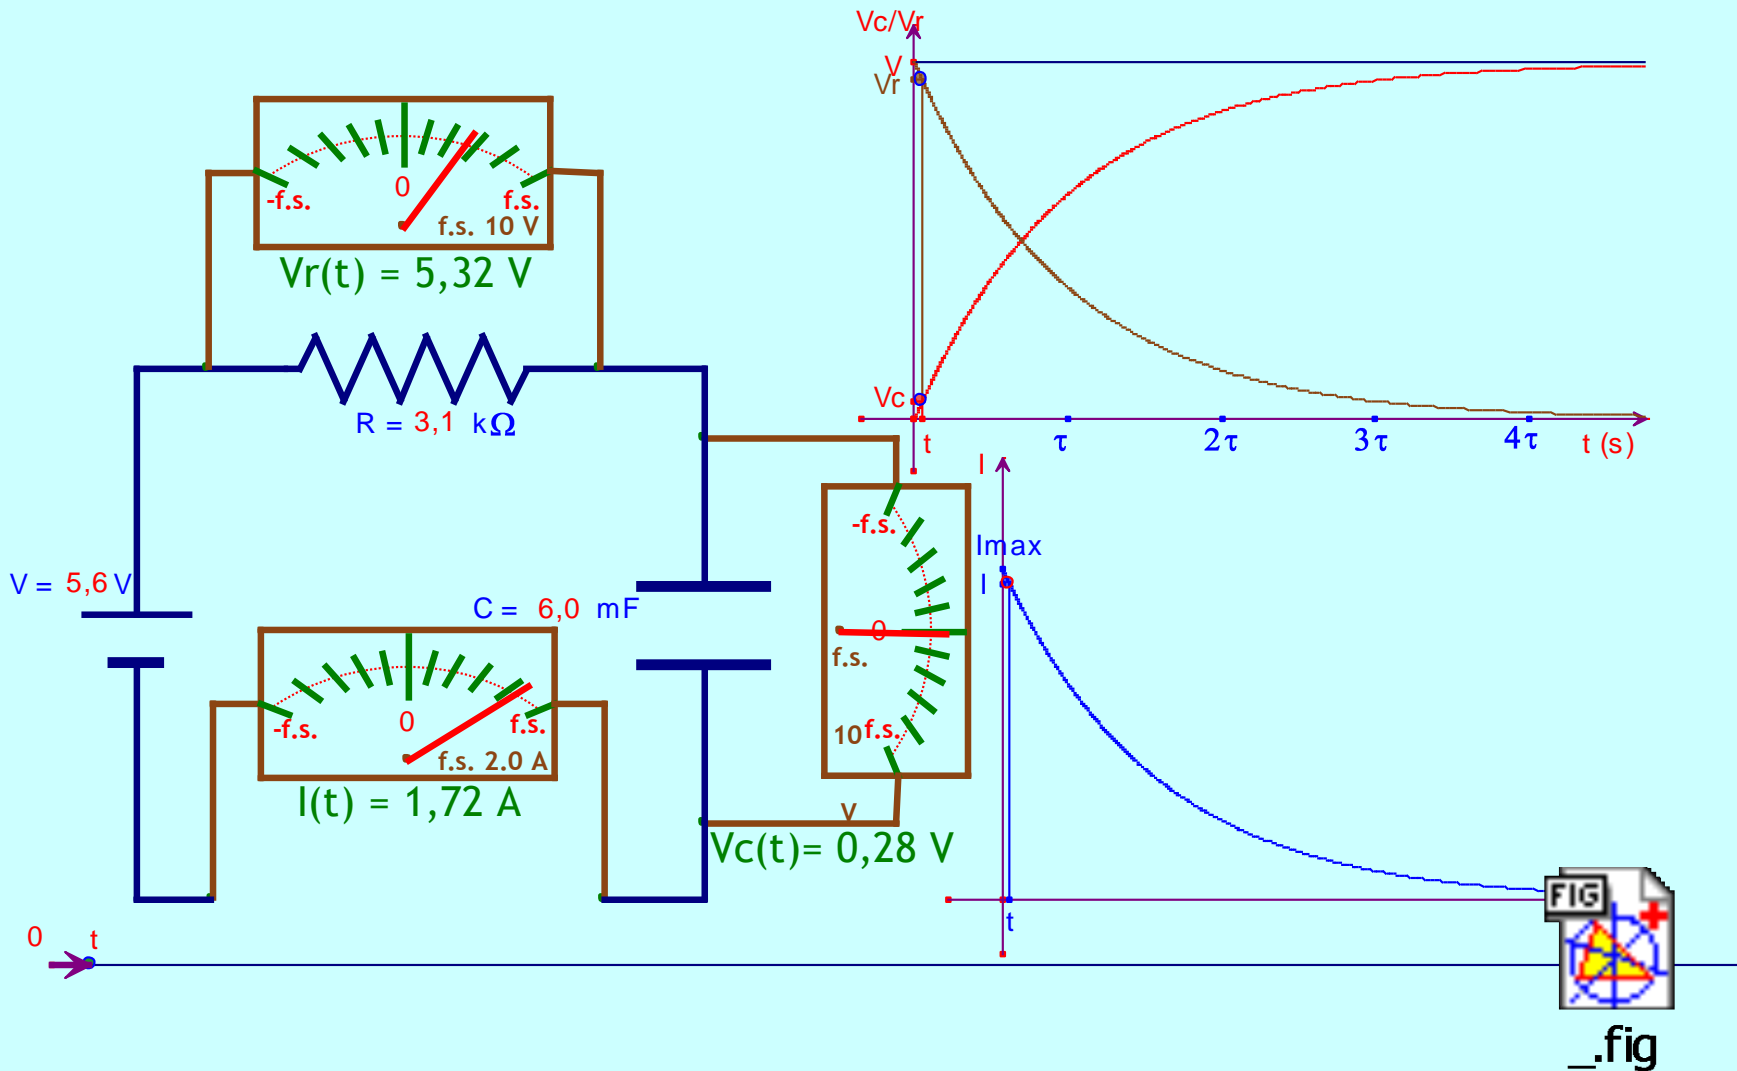 Vc/Vr
V
Vr
Vc
t
τ
2τ
3τ
4τ
t (s)
-f.s.
0
f.s.
f.s. 10 V
Vr(t) = 5,32 V
R = 3,1 kΩ
V = 5,6 V
C = 6,0 mF
-f.s.
0
f.s.
f.s. 2.0 A
I(t) = 1,72 A
-f.s.
0
f.s.
10
f.s.
V
Vc(t)= 0,28 V
I
Imax
I
t
0
t
FIG
_.fig